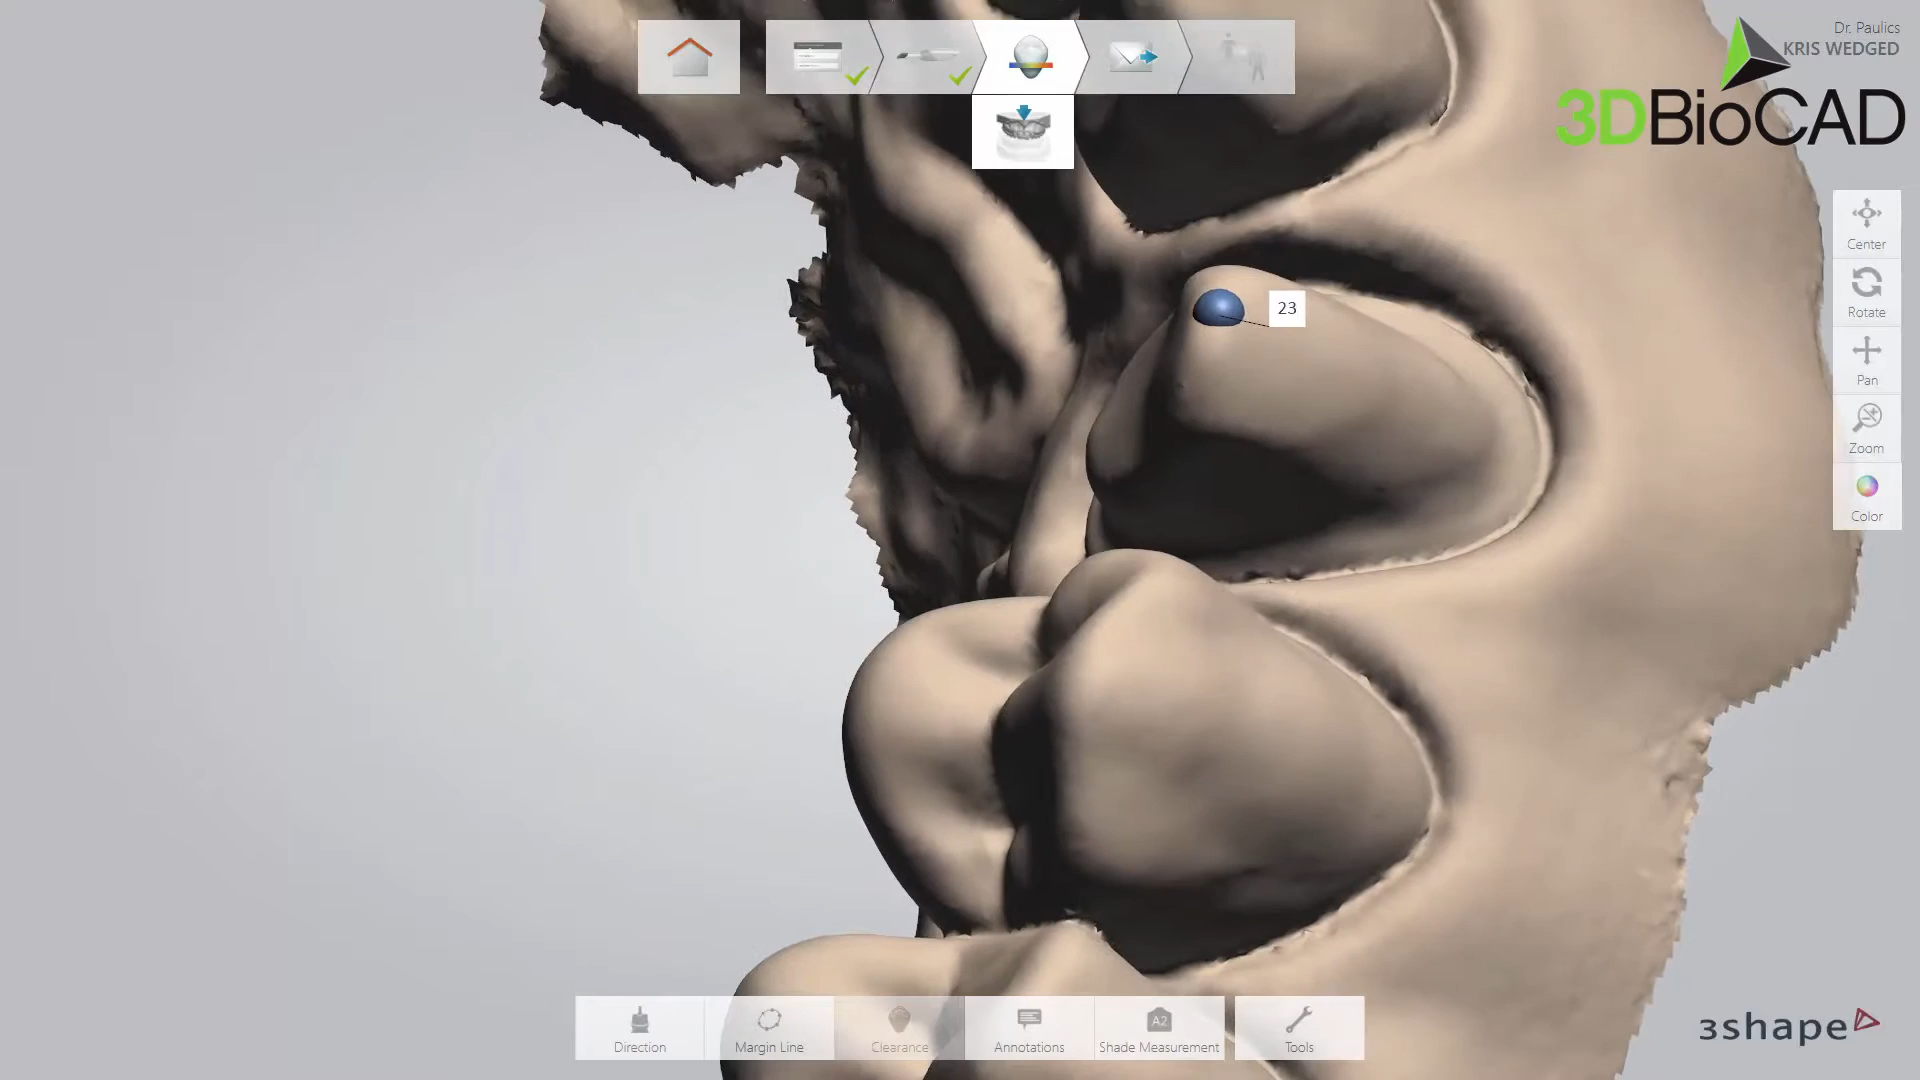 Dr. Paulics
KRIS WEDGED
3DBioCAD
Center
23
Rotate
Pan
Zoom
Color
Direction
Margin Line
Clearance
Annotations
A2
Shade Measurement
Tools
3shape